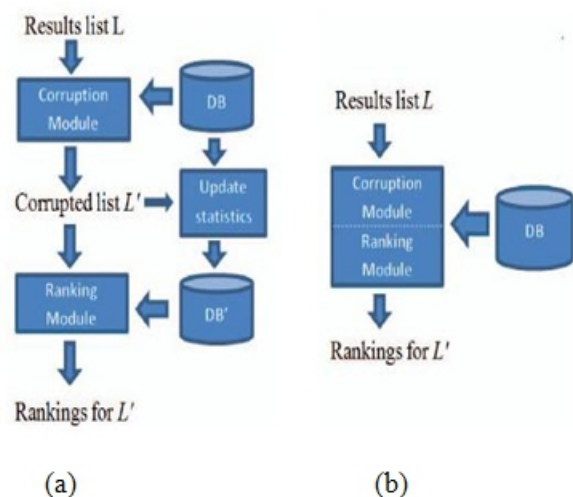 Results list L
Corruption
Module
DB
Corrupted list L'
Update
statistics
Ranking
Module
DB'
Rankings for L'
(a)
Results list L
Corruption
Module
Ranking
Module
DB
Rankings for L'
(b)